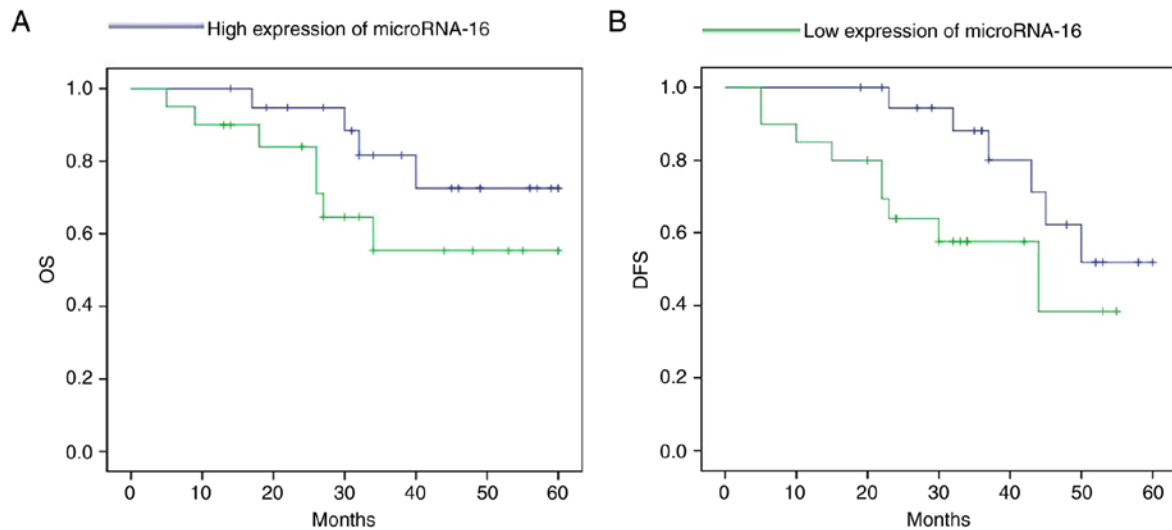 A
High expression of microRNA-16
B
Low expression of microRNA-16
1.0
0.8
0.6
0.4
0.2
0.0
OS
0 10 20 30 40 50 60
Months
1.0
0.8
0.6
0.4
0.2
0.0
DFS
0 10 20 30 40 50 60
Months